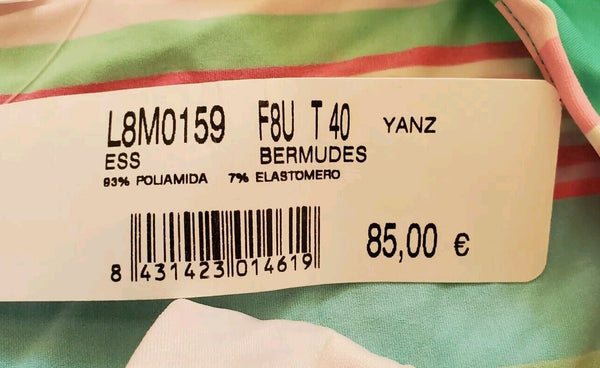 L8M0159 F8U T 40 YANZ
ESS BERMUDES
93% POLIAMIDA 7% ELASTOMERO
8 431423 014619
85,00 €